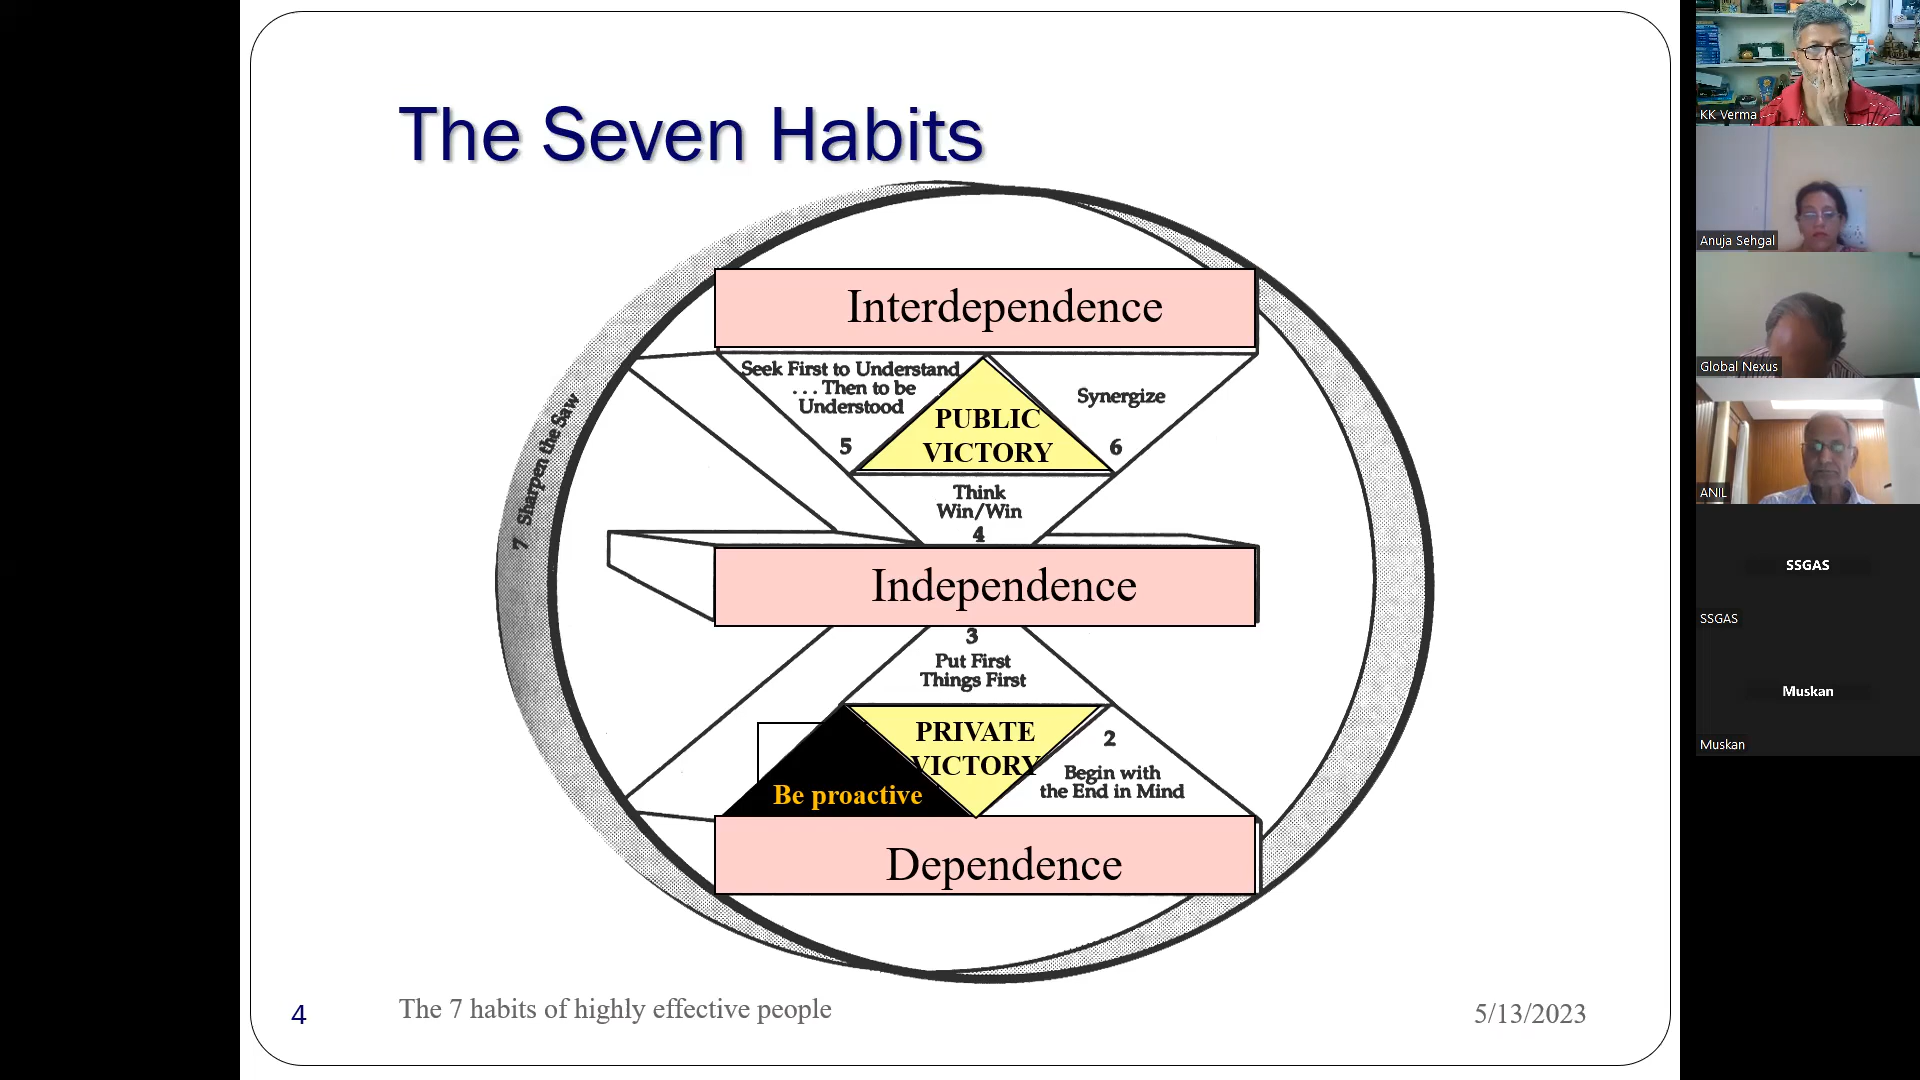 The Seven Habits
Interdependence
Seek First to Understand
. . . Then to be
Understood
5
PUBLIC
VICTORY
Synergize
6
Think
Win/Win
4
7 Sharpen the Saw
Independence
3
Put First
Things First
PRIVATE
VICTORY
Be proactive
2
Begin with
the End in Mind
Dependence
4
The 7 habits of highly effective people
5/13/2023
KK Verma
Anuja Sehgal
Global Nexus
ANIL
SSGAS
SSGAS
Muskan
Muskan